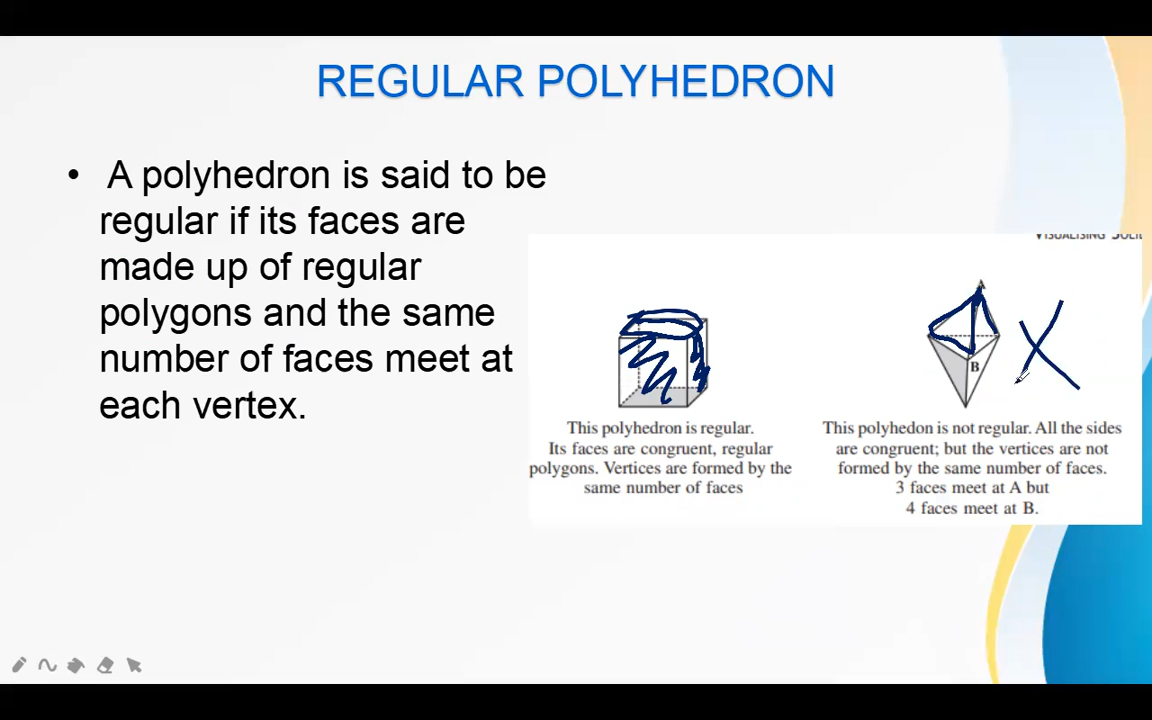 REGULAR POLYHEDRON
• A polyhedron is said to be
regular if its faces are
made up of regular
polygons and the same
number of faces meet at
each vertex.
A
B
This polyhedron is regular.
Its faces are congruent, regular
polygons. Vertices are formed by the
same number of faces
This polyhedon is not regular. All the sides
are congruent; but the vertices are not
formed by the same number of faces.
3 faces meet at A but
4 faces meet at B.